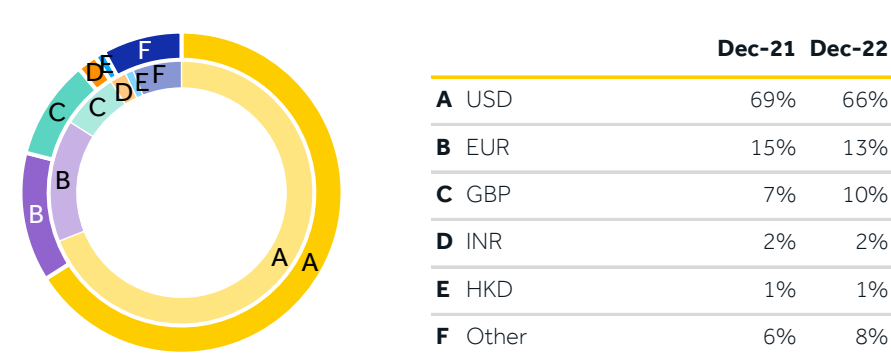 F
D
E
F
C
C
D
E
B
B
A
A
Dec-21 Dec-22
A USD 69% 66%
B EUR 15% 13%
C GBP 7% 10%
D INR 2% 2%
E HKD 1% 1%
F Other 6% 8%